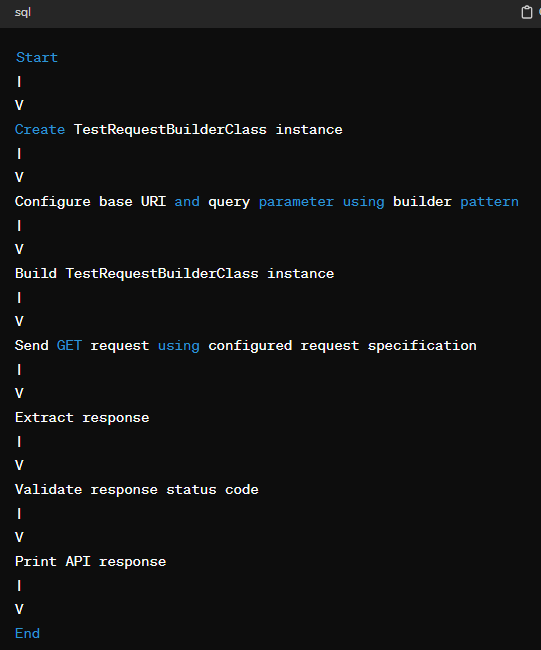 sql
Start
|
V
Create TestRequestBuilderClass instance
|
V
Configure base URI and query parameter using builder pattern
|
V
Build TestRequestBuilderClass instance
|
V
Send GET request using configured request specification
|
V
Extract response
|
V
Validate response status code
|
V
Print API response
|
V
End